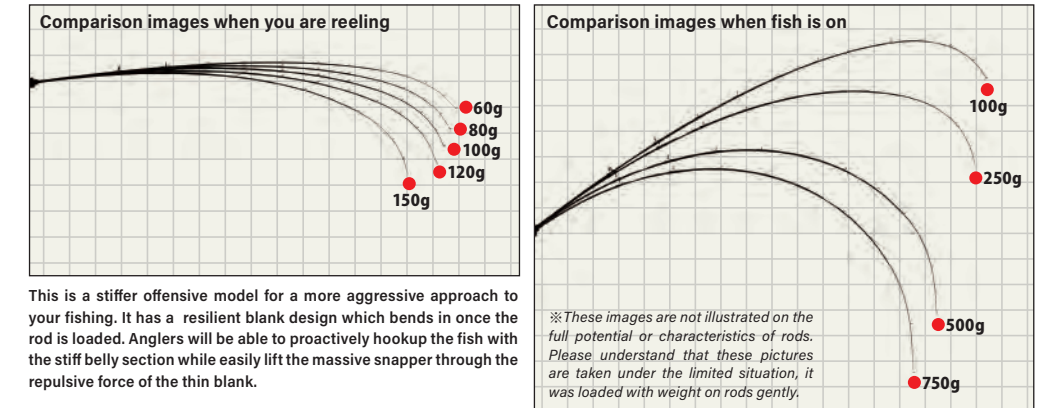 Comparison images when you are reeling
60g
80g
100g
120g
150g
This is a stiffer offensive model for a more aggressive approach to
your fishing. It has a resilient blank design which bends in once the
rod is loaded. Anglers will be able to proactively hookup the fish with
the stiff belly section while easily lift the massive snapper through the
repulsive force of the thin blank.
Comparison images when fish is on
100g
250g
500g
750g
※These images are not illustrated on the
full potential or characteristics of rods.
Please understand that these pictures
are taken under the limited situation, it
was loaded with weight on rods gently.